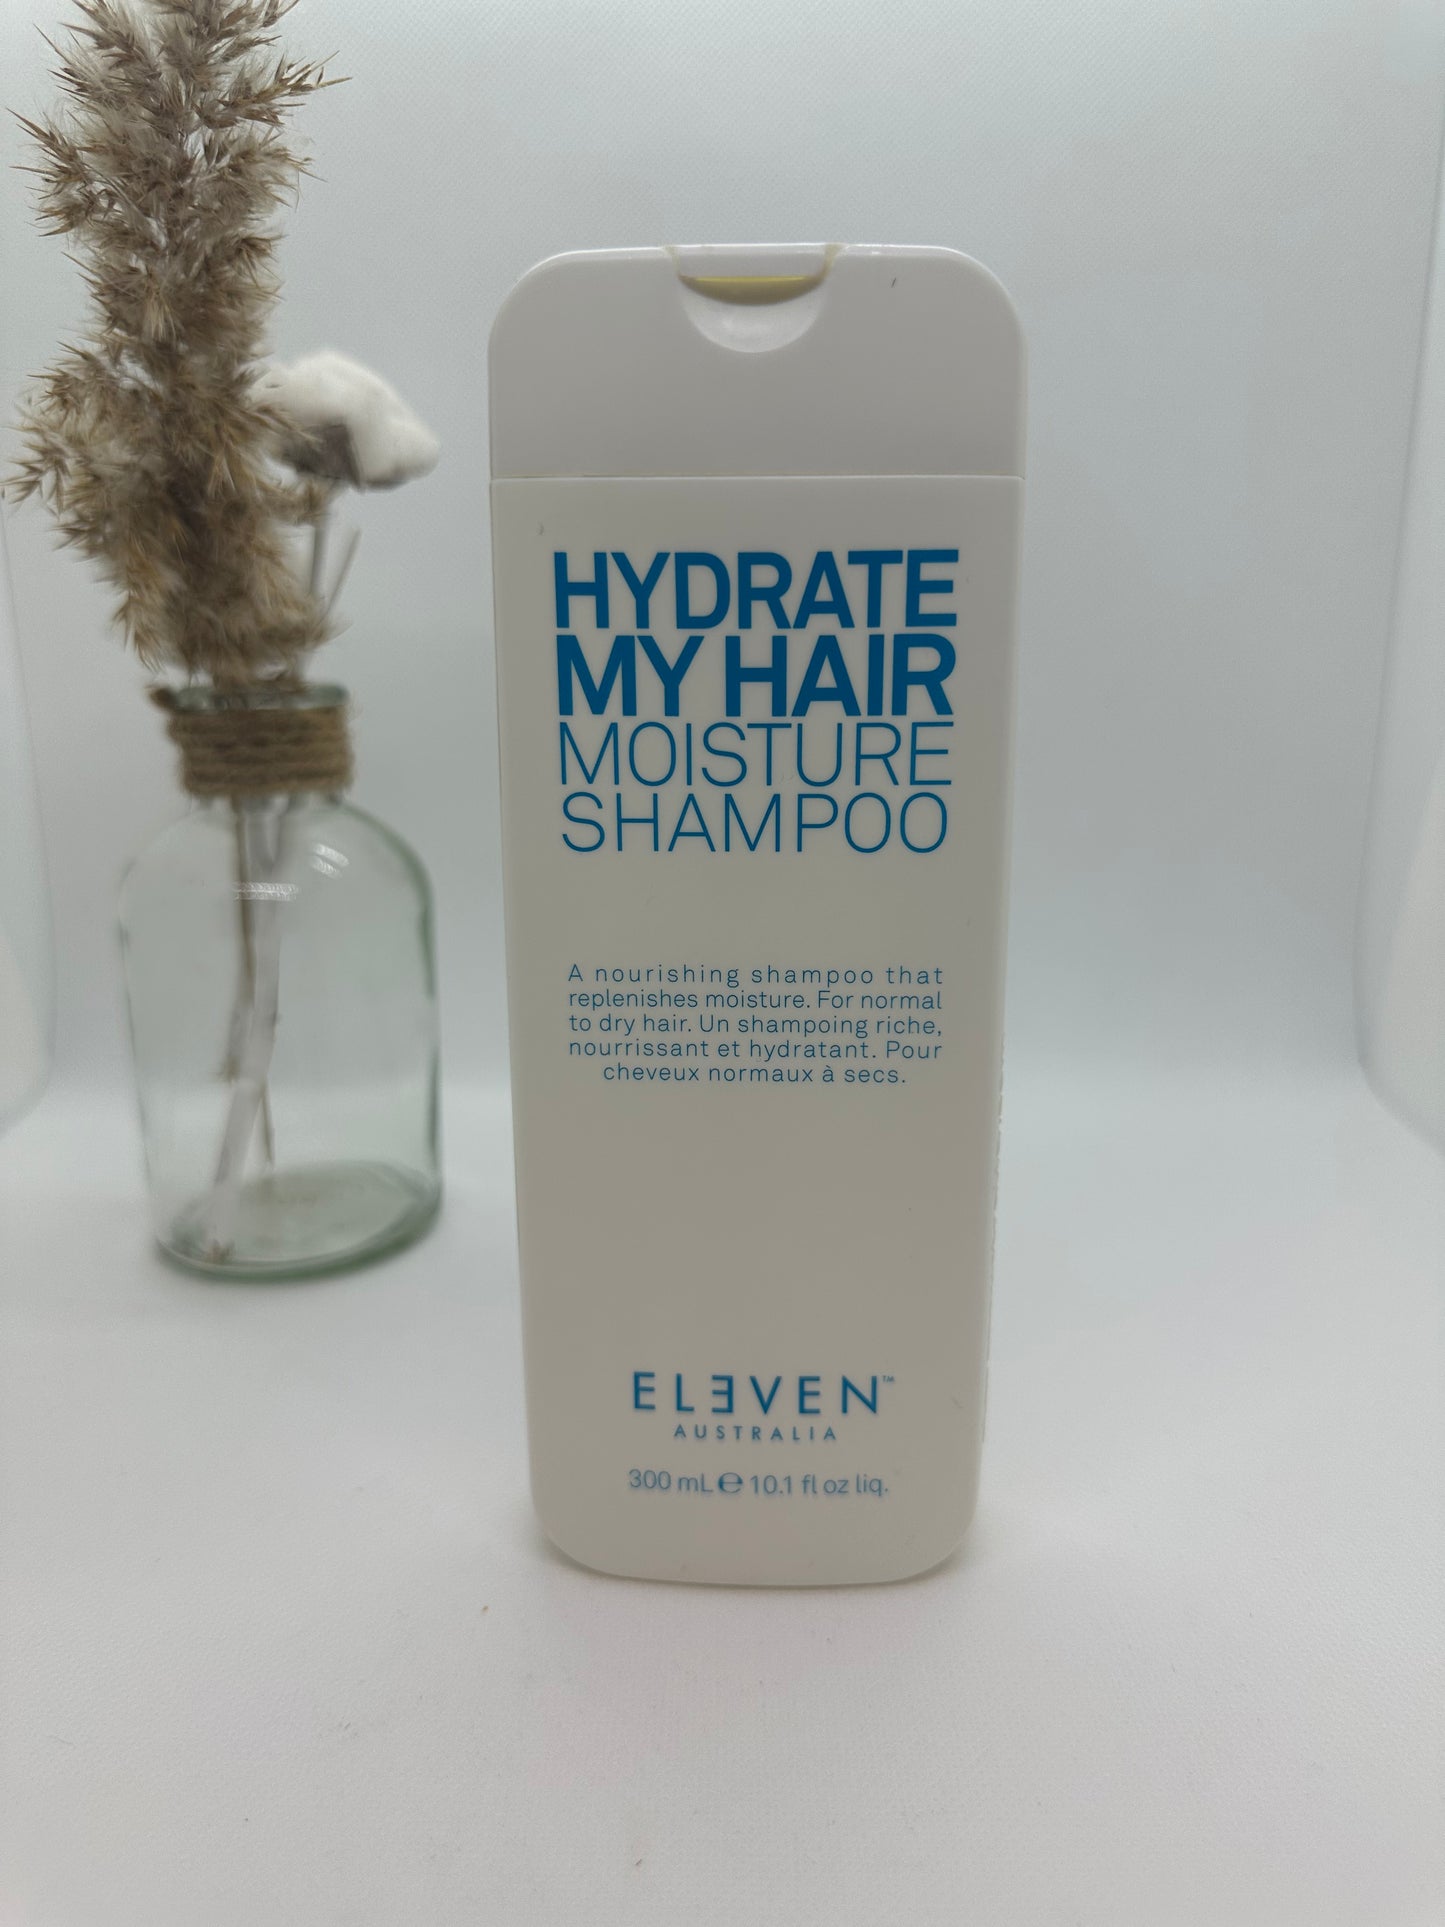 HYDRATE
MY HAIR
MOISTURE
SHAMPOO
A nourishing shampoo that
replenishes moisture. For normal
to dry hair. Un shampoing riche,
nourrissant et hydratant. Pour
cheveux normaux à secs.
ELEVEN™
AUSTRALIA
300 mL ℮ 10.1 fl oz liq.